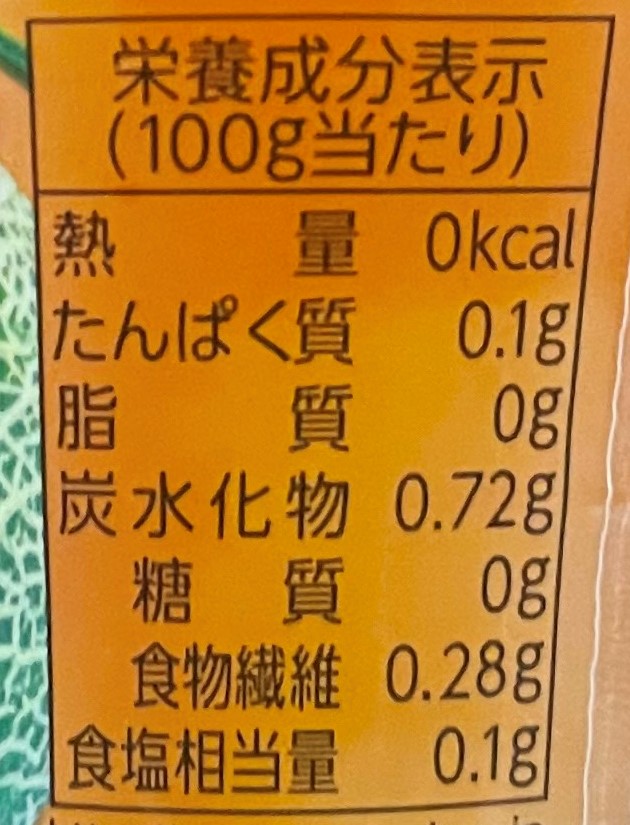 栄養成分表示
(100g当たり)
熱量 0kcal
たんぱく質 0.1g
脂質 0g
炭水化物 0.72g
糖質 0g
食物繊維 0.28g
食塩相当量 0.1g